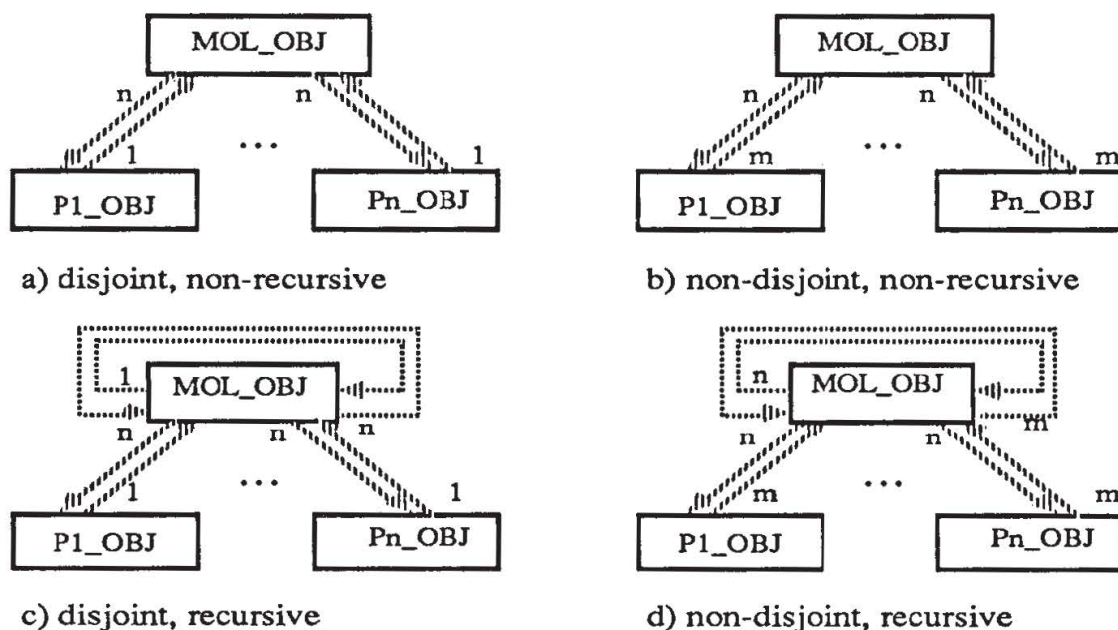 MOL_OBJ
n
n
1
...
1
P1_OBJ
Pn_OBJ
a) disjoint, non-recursive
MOL_OBJ
n
n
m
...
m
P1_OBJ
Pn_OBJ
b) non-disjoint, non-recursive
1
MOL_OBJ
n
n
n
1
...
1
P1_OBJ
Pn_OBJ
c) disjoint, recursive
n
MOL_OBJ
n
n
m
m
...
m
P1_OBJ
Pn_OBJ
d) non-disjoint, recursive